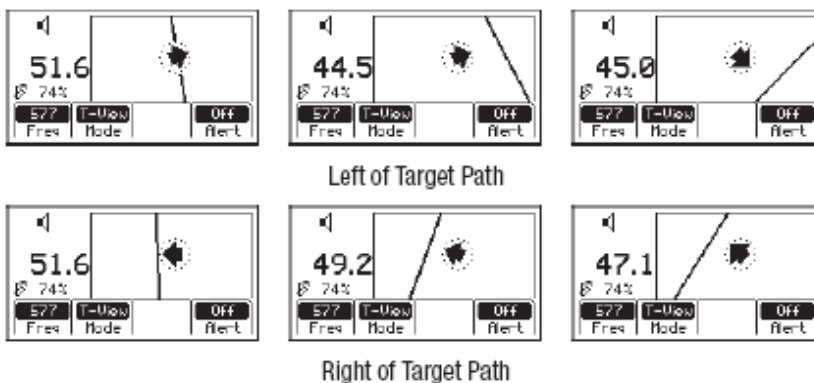 51.6 44.5 45.0
74% 74% 74%
577 T-View Off 577 T-View Off 577 T-View Off
Freq Mode Alert Freq Mode Alert Freq Mode Alert
Left of Target Path
51.6 49.2 47.1
74% 74% 74%
577 T-View Off 577 T-View Off 577 T-View Off
Freq Mode Alert Freq Mode Alert Freq Mode Alert
Right of Target Path